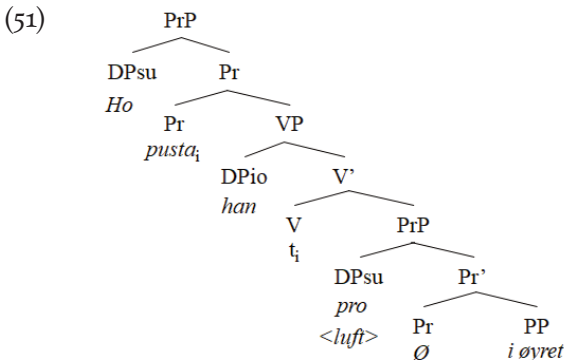 (51)
PrP
DPsu Pr
Ho
Pr VP
pustaᵢ
DPio V’
han
V PrP
tᵢ
DPsu Pr’
pro
<luft> Pr PP
Ø i øyret